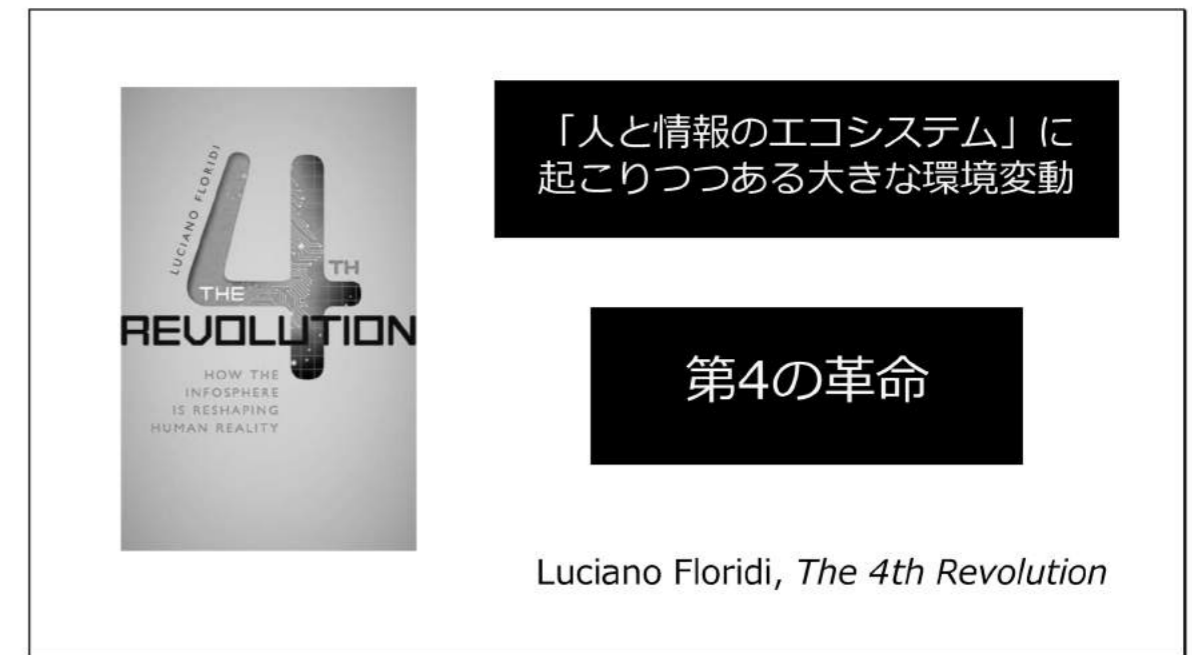 LUCIANO FLORIDI
4TH
THE
REVOLUTION
HOW THE
INFOSPHERE
IS RESHAPING
HUMAN REALITY
「人と情報のエコシステム」に
起こりつつある大きな環境変動
第4の革命
Luciano Floridi, The 4th Revolution